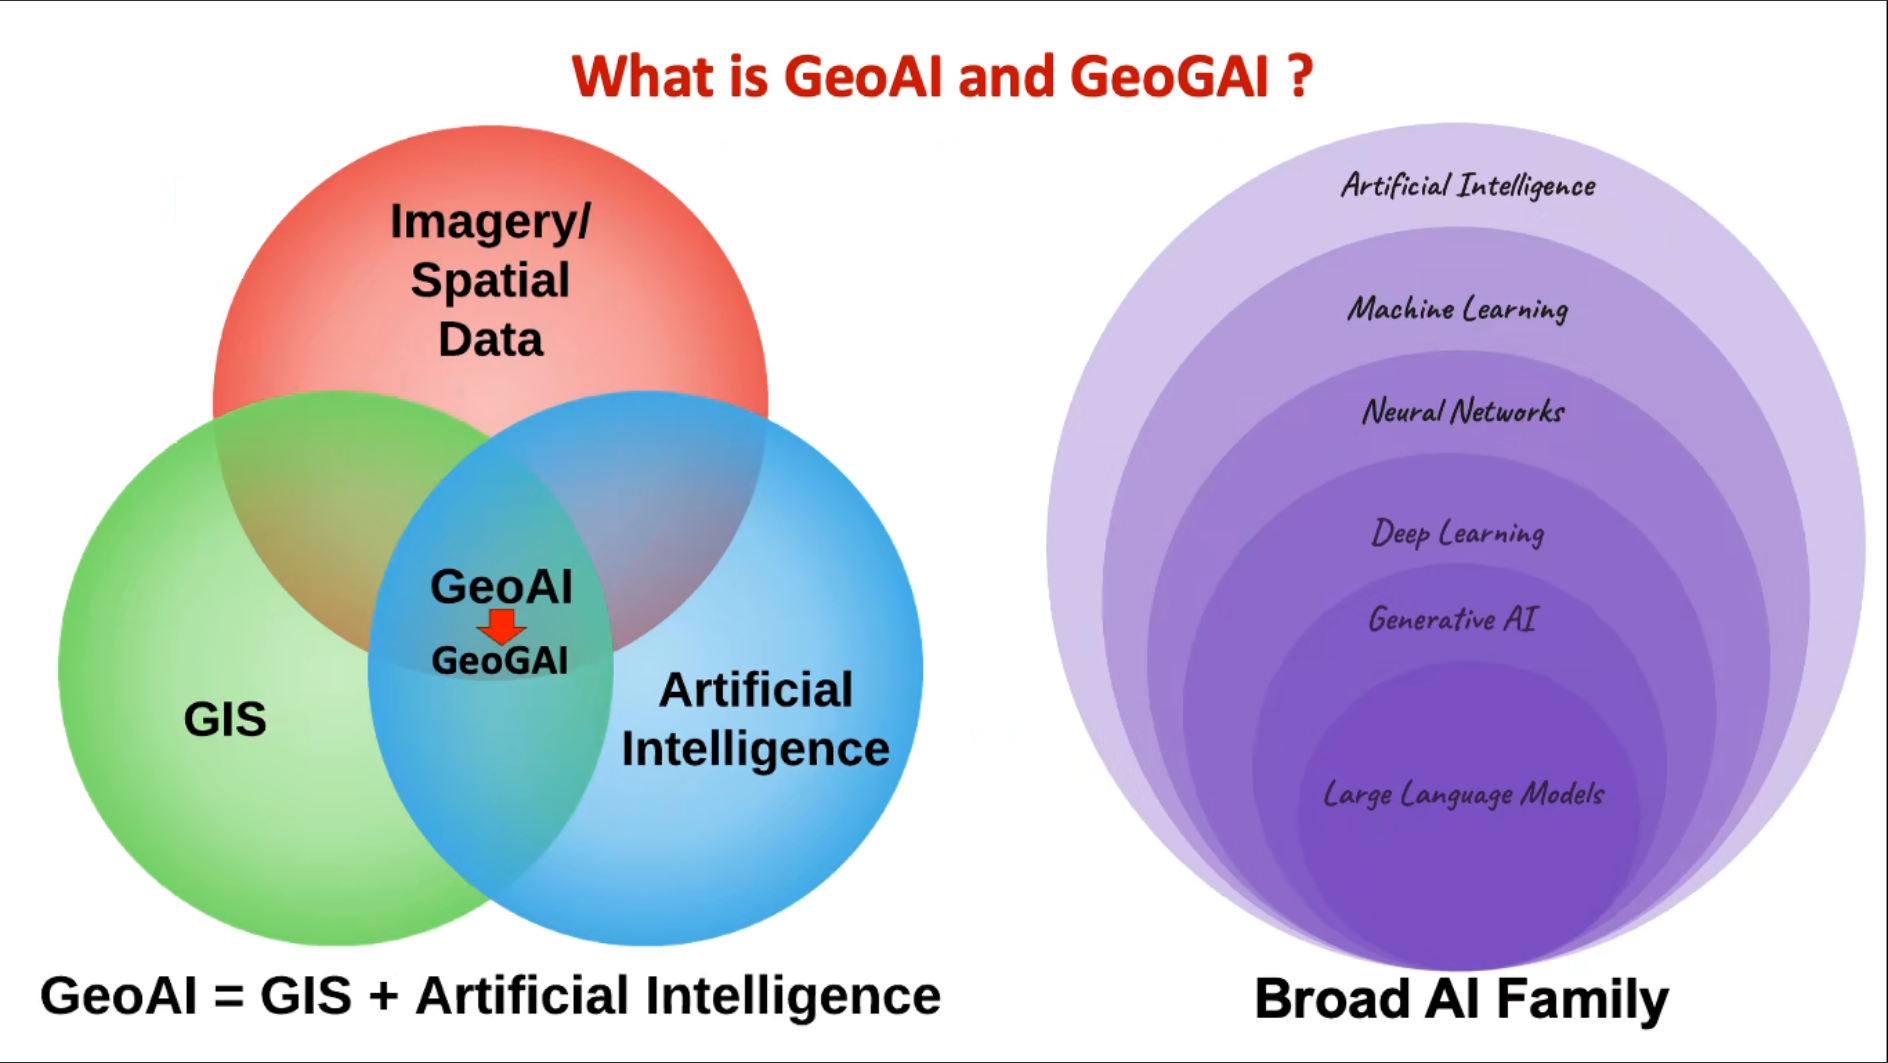 What is GeoAI and GeoGAI ?
Imagery/
Spatial
Data
GeoAI
GeoGAI
GIS
Artificial
Intelligence
GeoAI = GIS + Artificial Intelligence
Artificial Intelligence
Machine Learning
Neural Networks
Deep Learning
Generative AI
Large Language Models
Broad AI Family